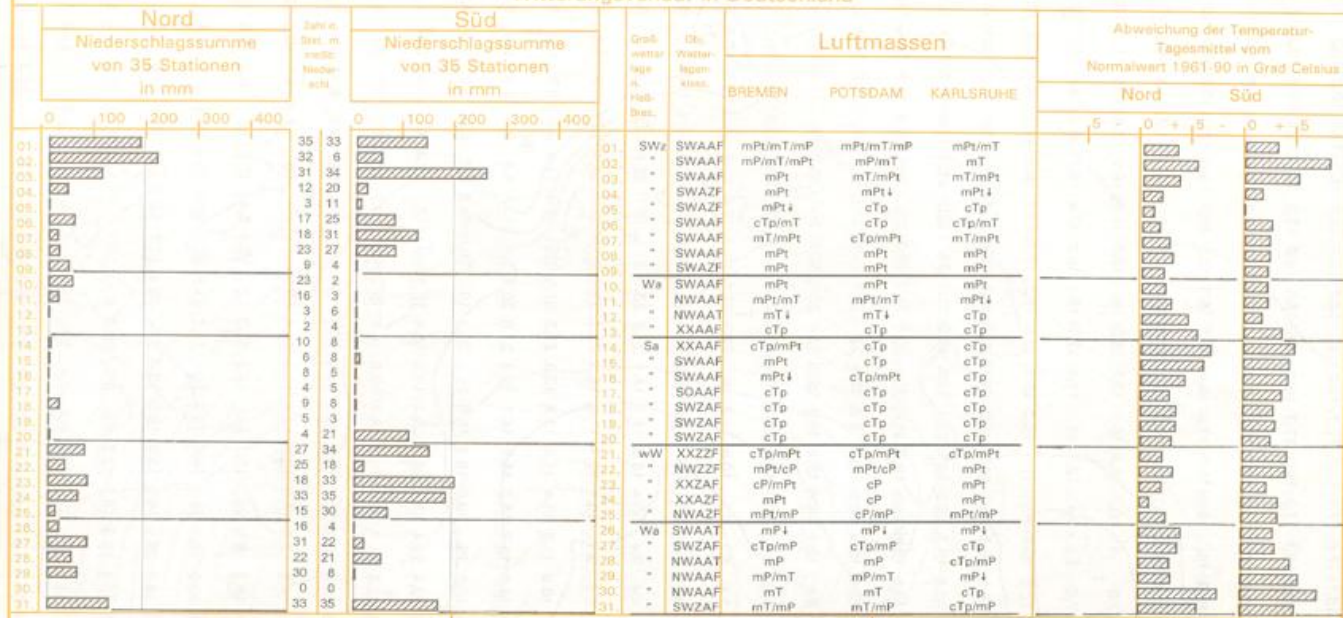 Nord
Niederschlagssumme
von 35 Stationen
in mm
Süd
Niederschlagssumme
von 35 Stationen
in mm
Luftmassen
BREMEN POTSDAM KARLSRUHE
Abweichung der Temperatur-
Tagesmittel vom
Normalwert 1961-90 in Grad Celsius
Nord Süd
0 100 200 300 400 0 100 200 300 400 5 - 0 + 5 0 + 5
01. 35 33 01. SWz SWAAF mPt/mT/mP mPt/mT/mP mPt/mT
02. 32 6 02. " SWAAF mP/mT/mPt mP/mT mT
03. 31 34 03. " SWAAF mPt mT/mPt mT/mPt
04. 12 20 04. " SWAZF mPt mPt↓ mPt↓
05. 3 11 05. " SWAZF mPt↓ cTp cTp
06. 17 25 06. " SWAAF cTp/mT cTp cTp/mT
07. 18 31 07. " SWAAF mT/mPt cTp/mPt mT/mPt
08. 23 27 08. " SWAAF mPt mPt mPt
09. 9 4 09. " SWAZF mPt mPt mPt
10. 23 2 10. Wa SWAAF mPt mPt mPt
11. 16 3 11. " NWAAF mPt/mT mPt/mT mPt↓
12. 3 6 12. " NWAAT mT↓ mT↓ cTp
13. 2 4 13. " XXAAF cTp cTp cTp
14. 10 8 14. Sa XXAAF cTp/mPt cTp cTp
15. 6 8 15. " SWAAF mPt cTp cTp
16. 8 5 16. " SWAAF mPt↓ cTp/mPt cTp
17. 4 5 17. " SOAAF cTp cTp cTp
18. 9 8 18. " SWZAF cTp cTp cTp
19. 5 3 19. " SWZAF cTp cTp cTp
20. 4 21 20. " SWZAF cTp cTp cTp
21. 27 34 21. wW XXZZF cTp/mPt cTp/mPt cTp/mPt
22. 25 18 22. " NWZZF mPt/cP mPt/cP mPt
23. 18 33 23. " XXZAF cP/mPt cP mPt
24. 33 35 24. " XXAZF mPt cP mPt
25. 15 30 25. " NWAZF mPt/mP cP/mP mPt/mP
26. 16 4 26. Wa SWAAT mP↓ mP↓ mP↓
27. 31 22 27. " SWZAF cTp/mP cTp/mP cTp
28. 22 21 28. " NWAAT mP mP cTp/mP
29. 30 8 29. " NWAAF mP/mT mP/mT mP↓
30. 0 0 30. " NWAAF mT mT cTp
31. 33 35 31. " SWZAF mT/mP mT/mP cTp/mP